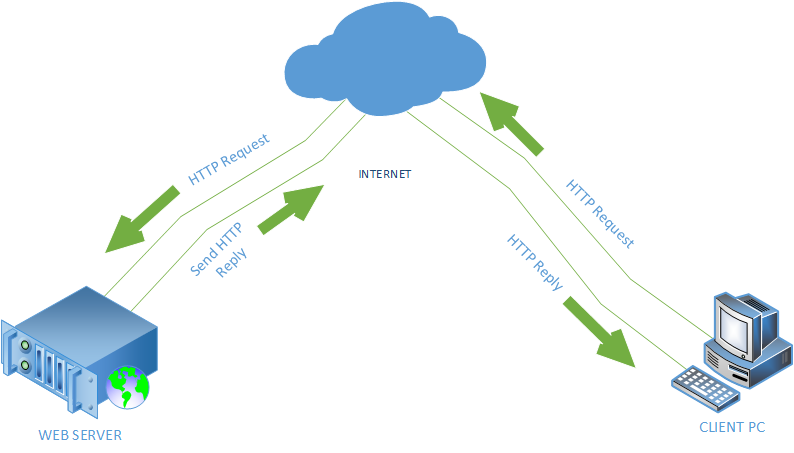 HTTP Request
INTERNET
HTTP Request
Send HTTP
Reply
HTTP Reply
WEB SERVER
CLIENT PC